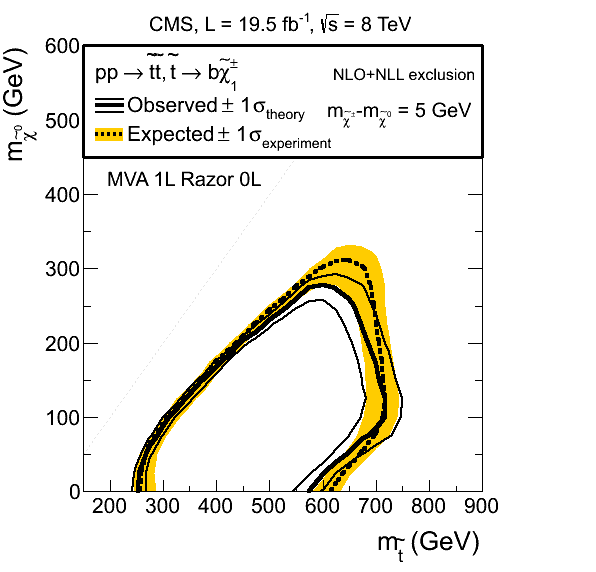 CMS, L = 19.5 fb⁻¹, √s = 8 TeV
pp → t̃t̃, t̃ → bχ̃₁±
NLO+NLL exclusion
Observed ± 1σ_theory
m_χ̃± - m_χ̃⁰ = 5 GeV
Expected ± 1σ_experiment
MVA 1L Razor 0L
m_χ̃⁰ (GeV)
600
500
400
300
200
100
0
200 300 400 500 600 700 800 900
m_t̃ (GeV)